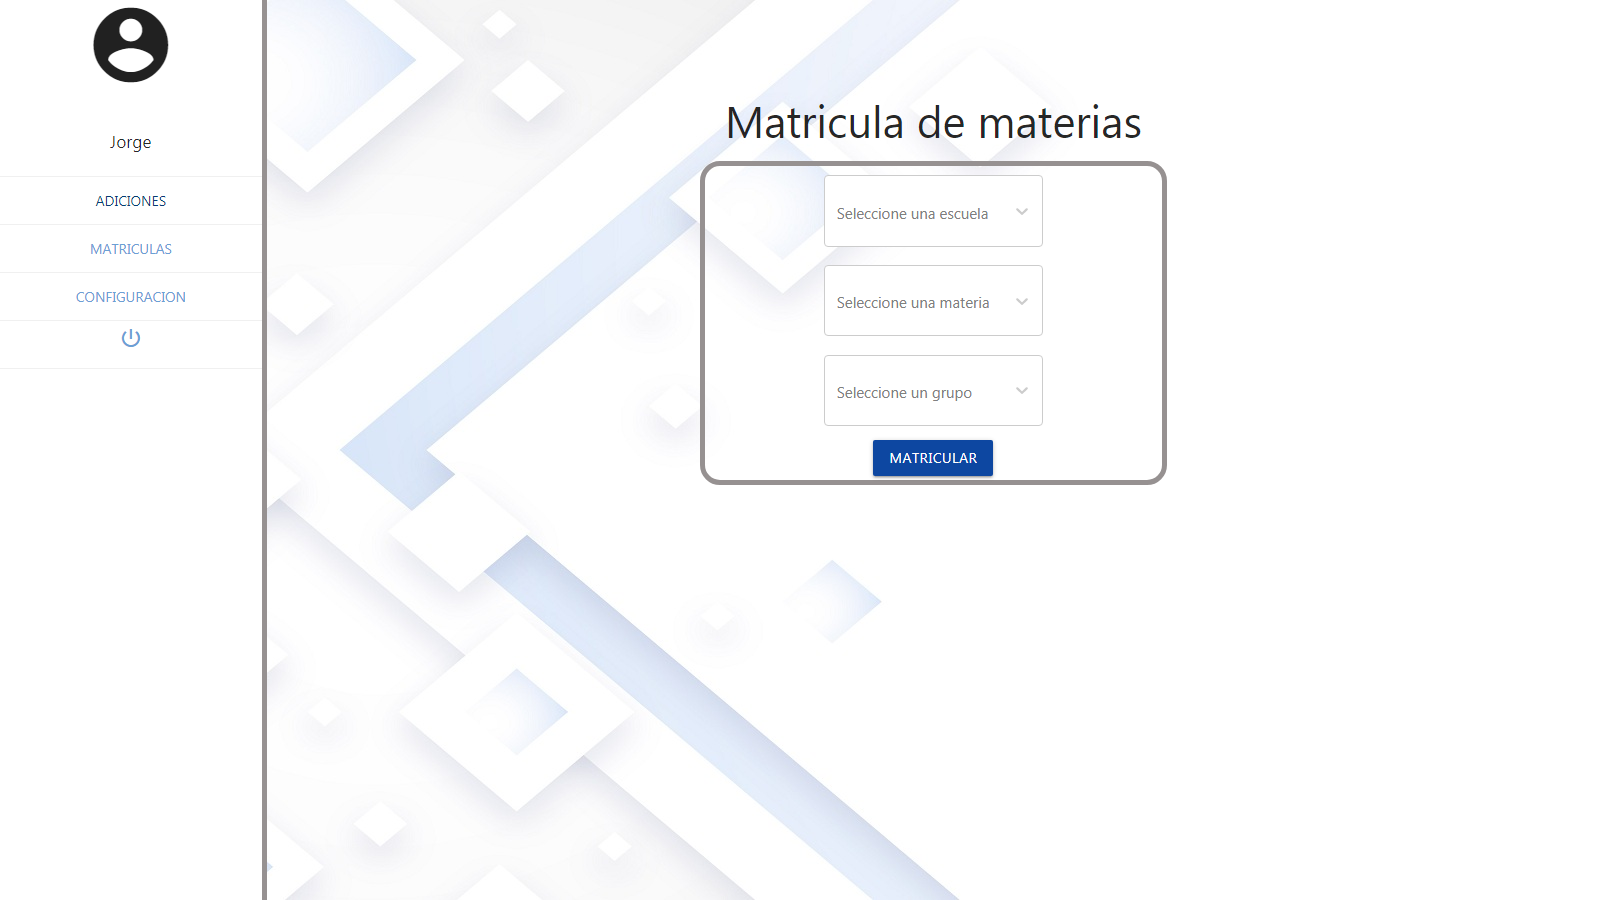 Jorge
ADICIONES
MATRICULAS
CONFIGURACION
Matricula de materias
Seleccione una escuela
Seleccione una materia
Seleccione un grupo
MATRICULAR